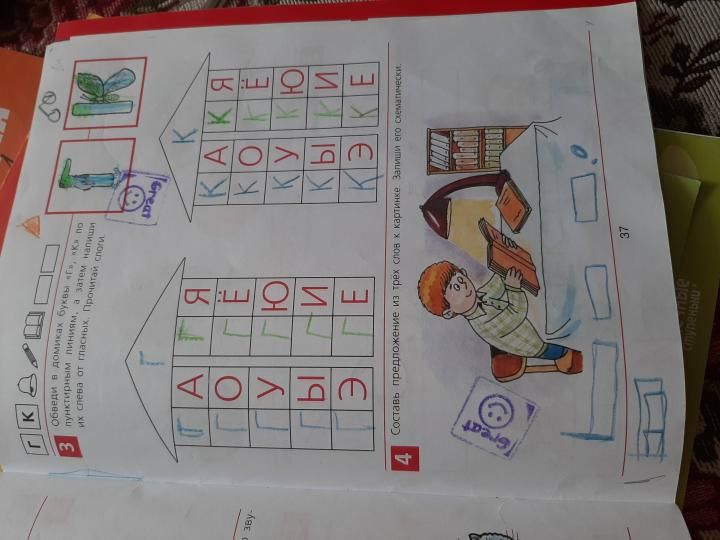 Г К
3 Обведи в домиках буквы «Г», «К» по
пунктирным линиям, а затем напиши
их слева от гласных. Прочитай слоги.
Great
Г
Г А Г Я
Г О Г Ё
Г У Г Ю
Г Ы Г И
Г Э Г Е
К
К А К Я
К О К Ё
К У К Ю
К Ы К И
К Э К Е
4 Составь предложение из трёх слов к картинке. Запиши его схематически.
Great
37
зву-
ступеньки